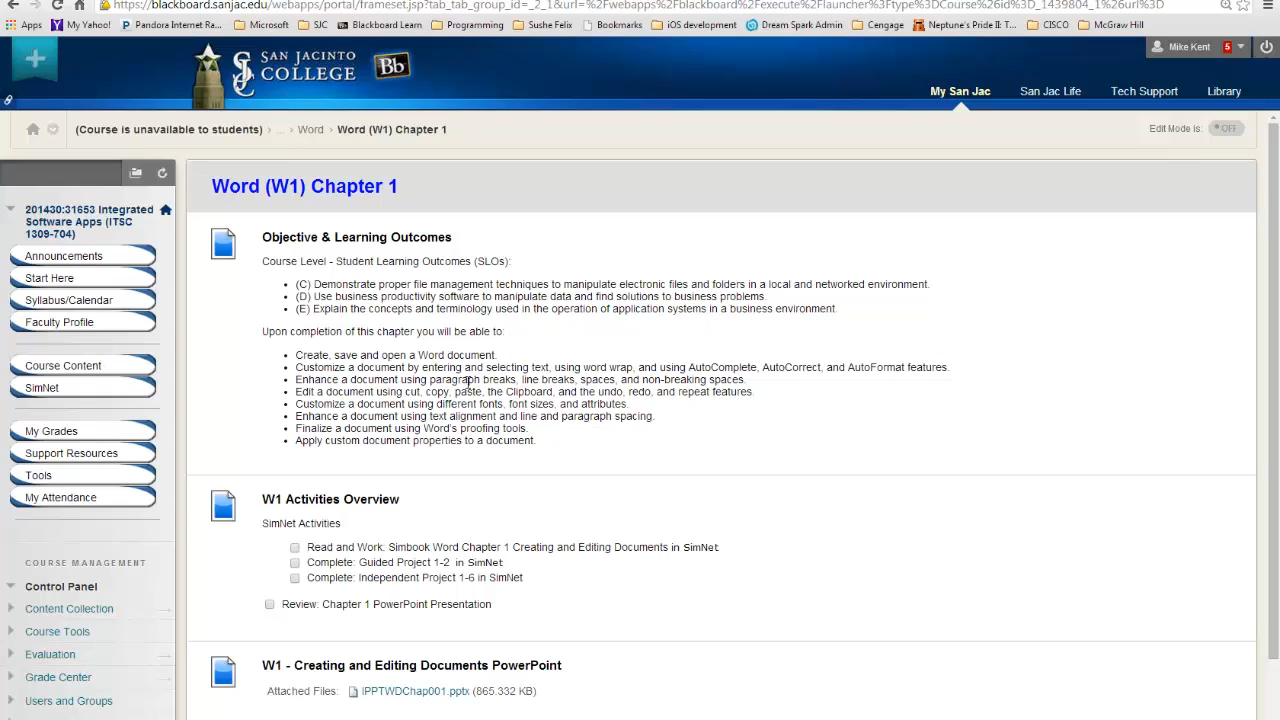 https://blackboard.sanjac.edu/webapps/portal/frameset.jsp?tab_tab_group_id=_2_1&url=%2Fwebapps%2Fblackboard%2Fexecute%2Flauncher%3Ftype%3DCourse%26id%3D_1439804_1%26url%3D
Apps My Yahoo! Pandora Internet Ra... Microsoft SJC Blackboard Learn Programming Sushe Felix Bookmarks iOS development Dream Spark Admin Cengage Neptune's Pride II: T... CISCO McGraw Hill
Mike Kent 5
SAN JACINTO
COLLEGE
Bb
My San Jac San Jac Life Tech Support Library
(Course is unavailable to students) > ... > Word > Word (W1) Chapter 1
Edit Mode is: OFF
201430:31653 Integrated
Software Apps (ITSC
1309-704)
Announcements
Start Here
Syllabus/Calendar
Faculty Profile
Course Content
SimNet
My Grades
Support Resources
Tools
My Attendance
COURSE MANAGEMENT
Control Panel
Content Collection
Course Tools
Evaluation
Grade Center
Users and Groups
Word (W1) Chapter 1
Objective & Learning Outcomes
Course Level - Student Learning Outcomes (SLOs):
(C) Demonstrate proper file management techniques to manipulate electronic files and folders in a local and networked environment.
(D) Use business productivity software to manipulate data and find solutions to business problems.
(E) Explain the concepts and terminology used in the operation of application systems in a business environment.
Upon completion of this chapter you will be able to:
Create, save and open a Word document.
Customize a document by entering and selecting text, using word wrap, and using AutoComplete, AutoCorrect, and AutoFormat features.
Enhance a document using paragraph breaks, line breaks, spaces, and non-breaking spaces.
Edit a document using cut, copy, paste, the Clipboard, and the undo, redo, and repeat features.
Customize a document using different fonts, font sizes, and attributes.
Enhance a document using text alignment and line and paragraph spacing.
Finalize a document using Word's proofing tools.
Apply custom document properties to a document.
W1 Activities Overview
SimNet Activities
Read and Work: Simbook Word Chapter 1 Creating and Editing Documents in SimNet
Complete: Guided Project 1-2 in SimNet
Complete: Independent Project 1-6 in SimNet
Review: Chapter 1 PowerPoint Presentation
W1 - Creating and Editing Documents PowerPoint
Attached Files: IPPTWDChap001.pptx (865.332 KB)